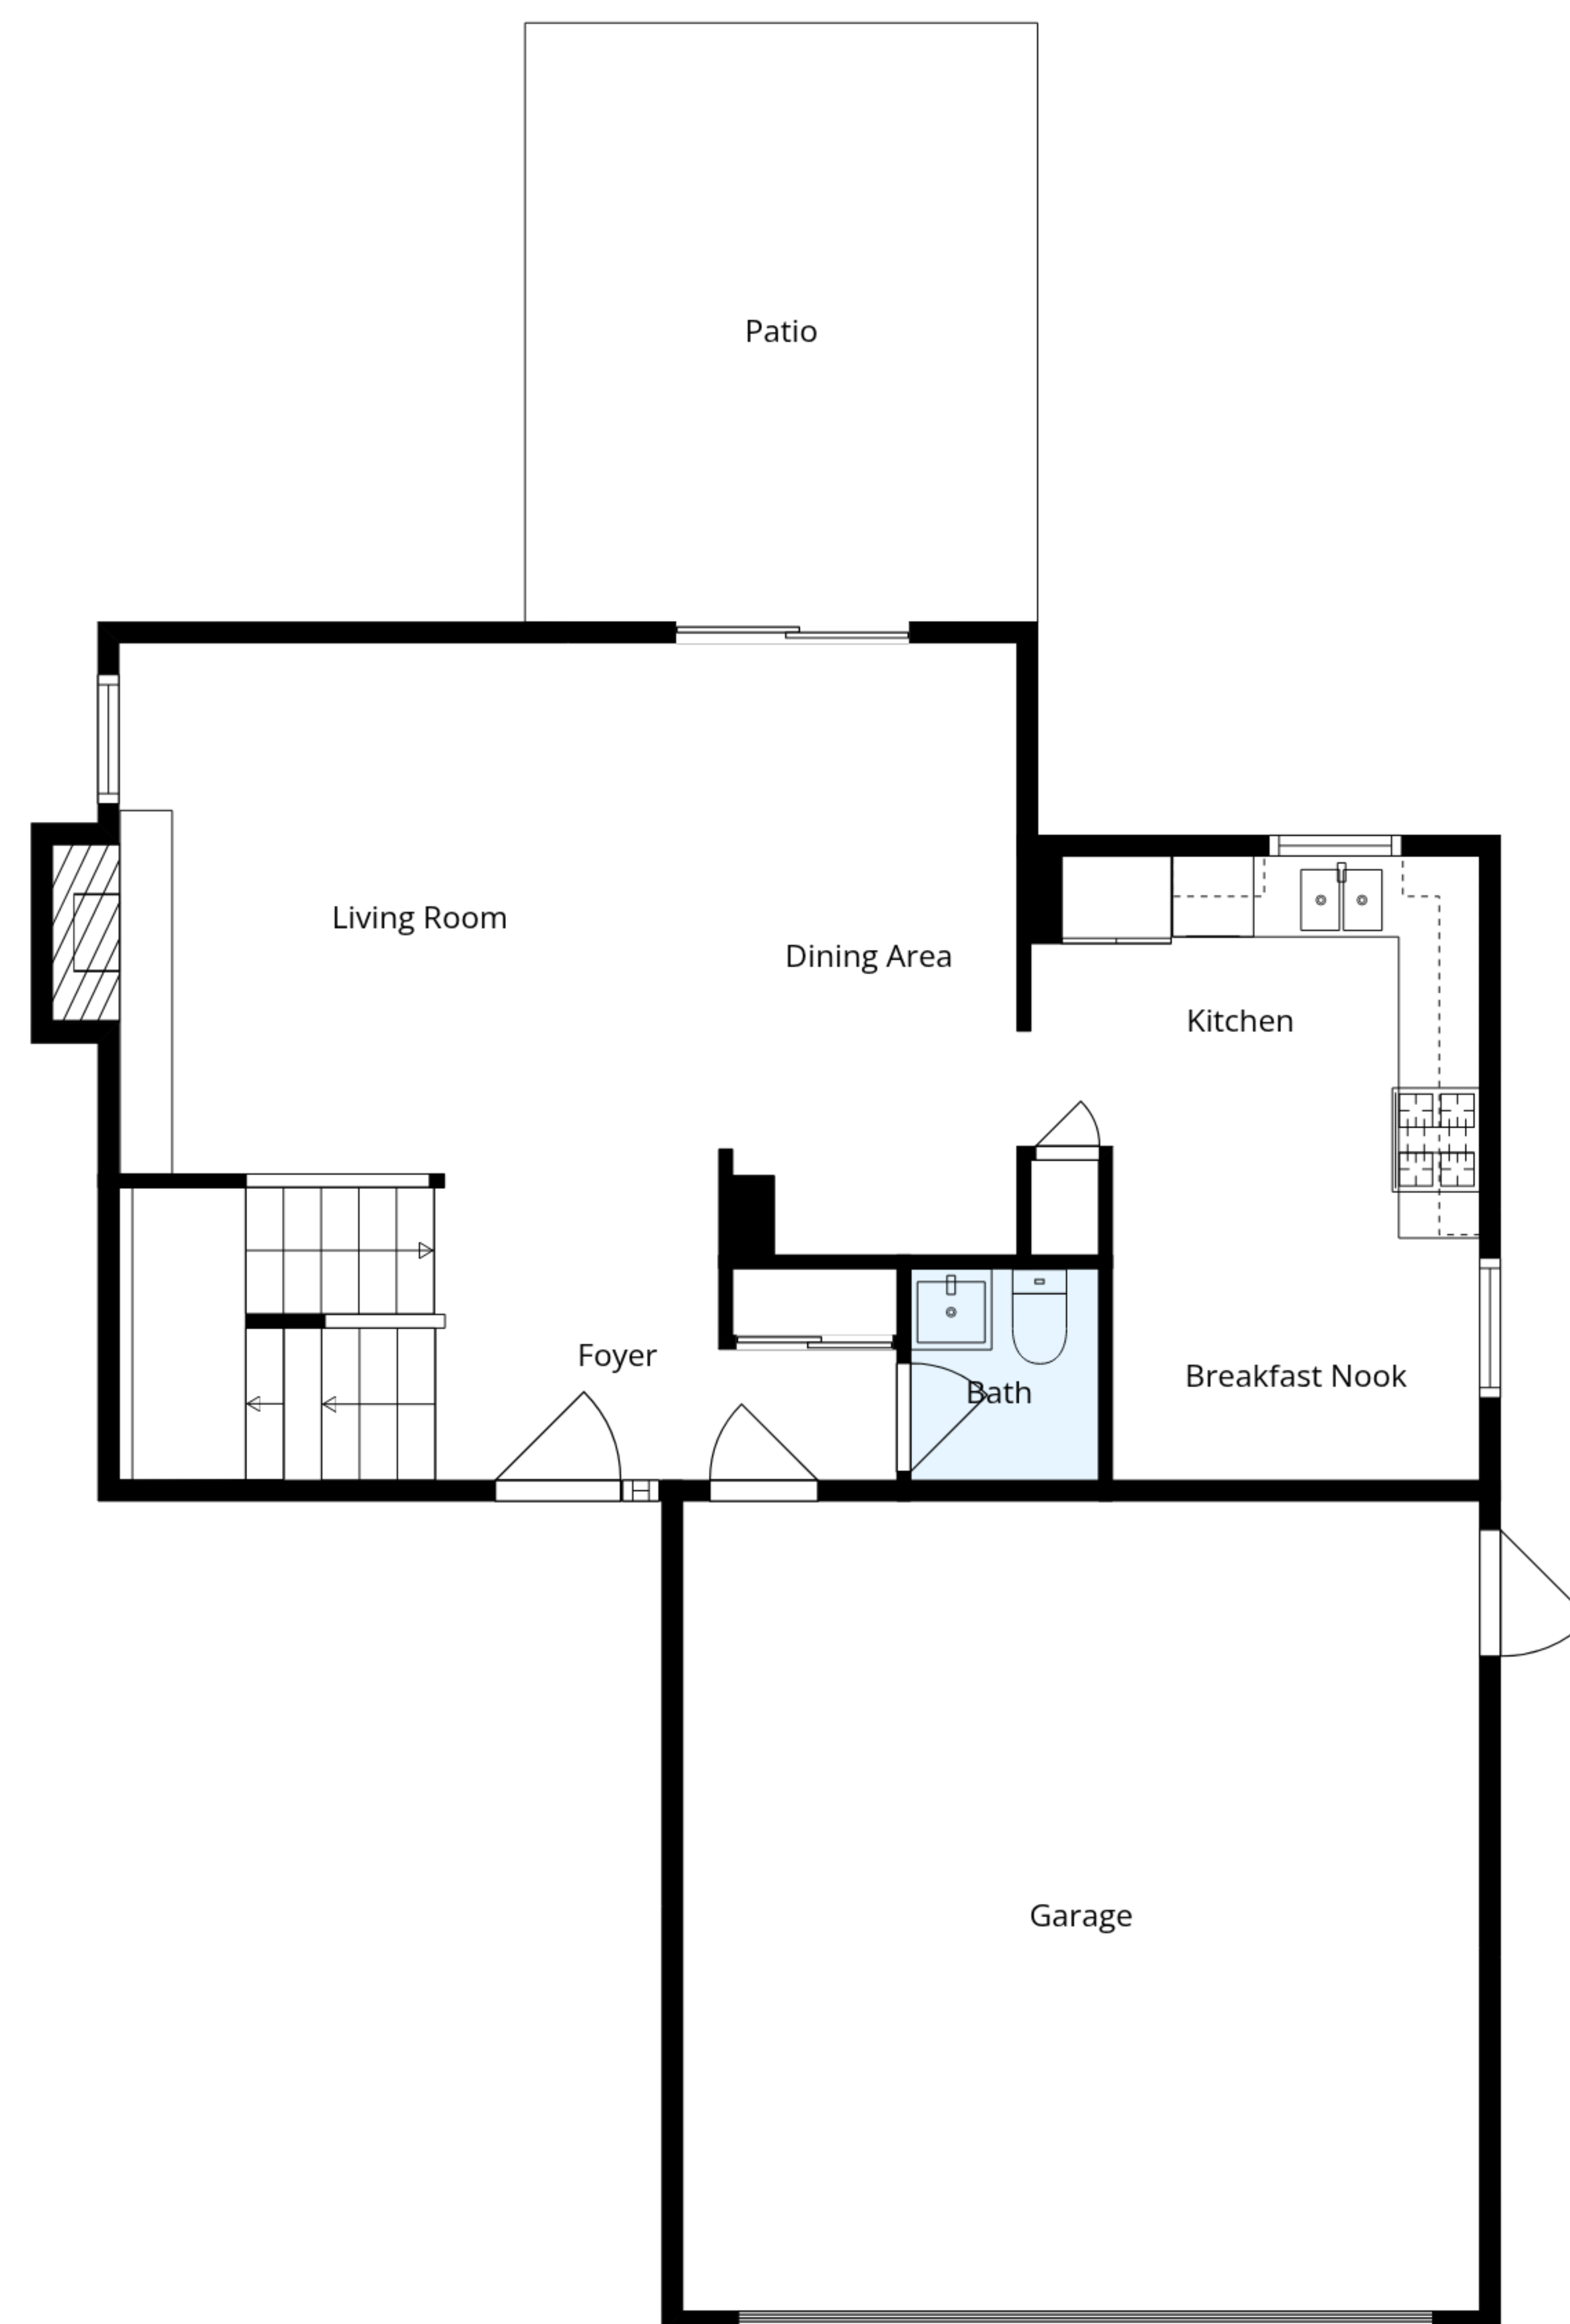 Patio
Living Room
Dining Area
Kitchen
Foyer
Breakfast Nook
Bath
Garage